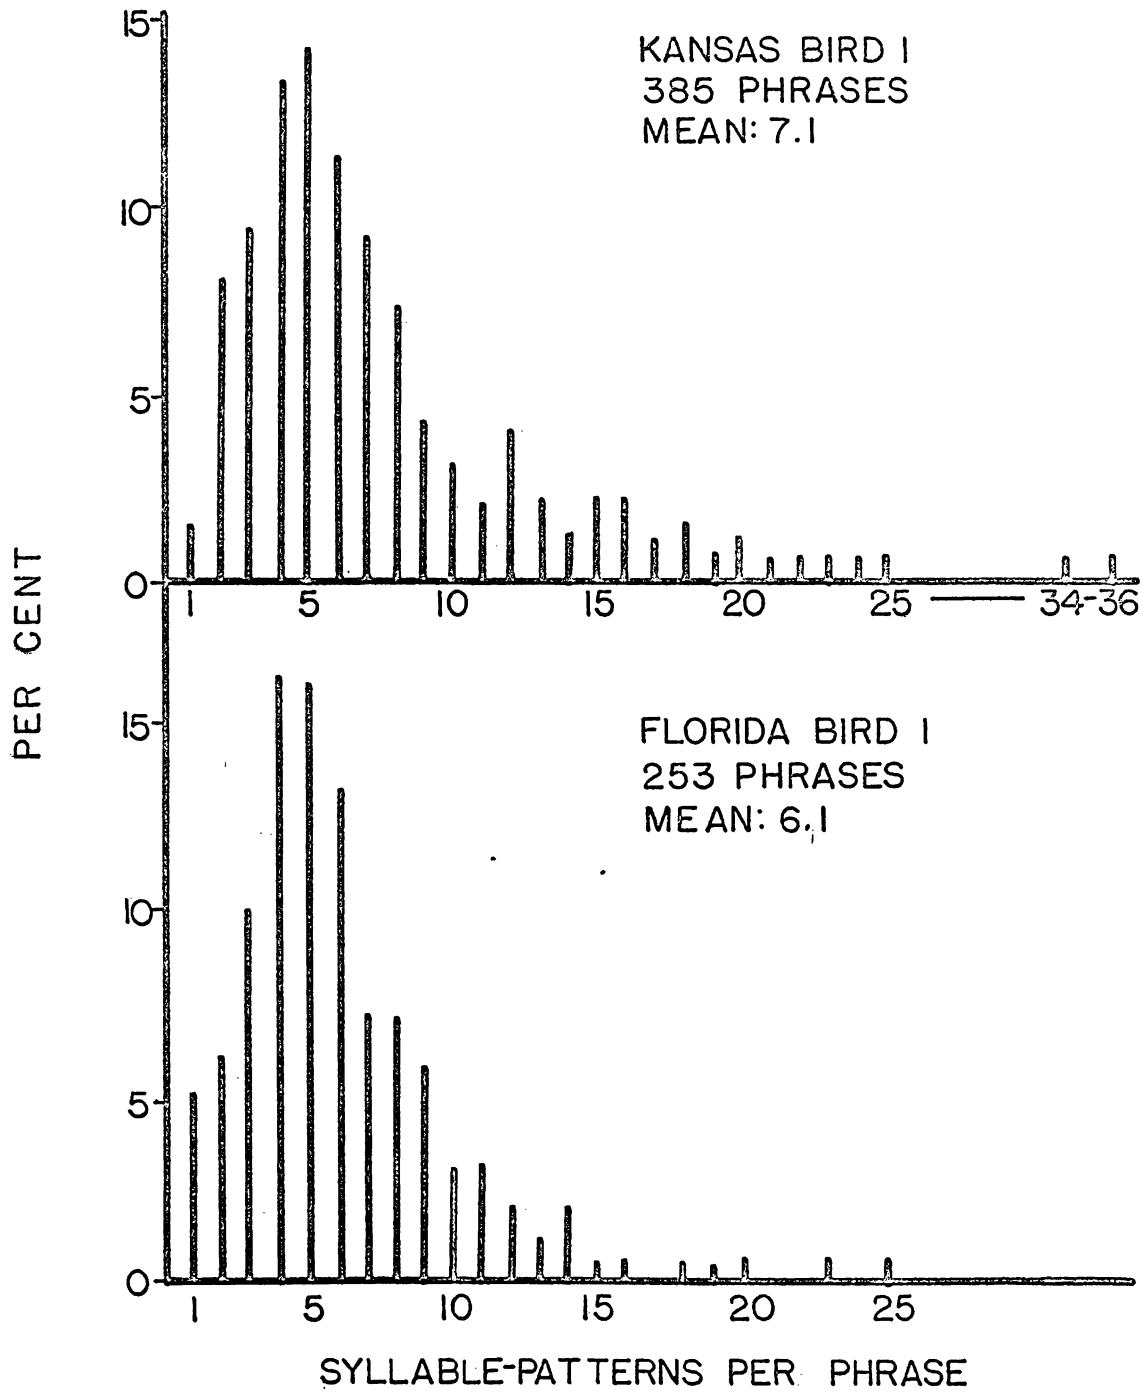 KANSAS BIRD 1
385 PHRASES
MEAN: 7.1
15
10
5
0
1 5 10 15 20 25 34-36
PER CENT
FLORIDA BIRD 1
253 PHRASES
MEAN: 6.1
15
10
5
0
1 5 10 15 20 25
SYLLABLE-PATTERNS PER PHRASE